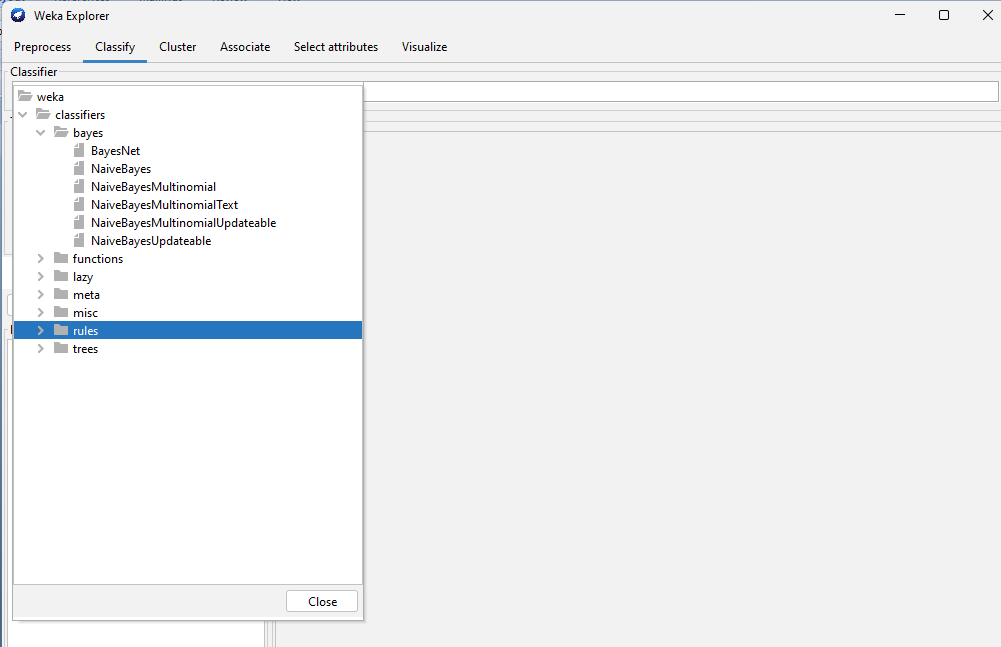 Weka Explorer
Preprocess Classify Cluster Associate Select attributes Visualize
Classifier
weka
classifiers
bayes
BayesNet
NaiveBayes
NaiveBayesMultinomial
NaiveBayesMultinomialText
NaiveBayesMultinomialUpdateable
NaiveBayesUpdateable
functions
lazy
meta
misc
rules
trees
Close